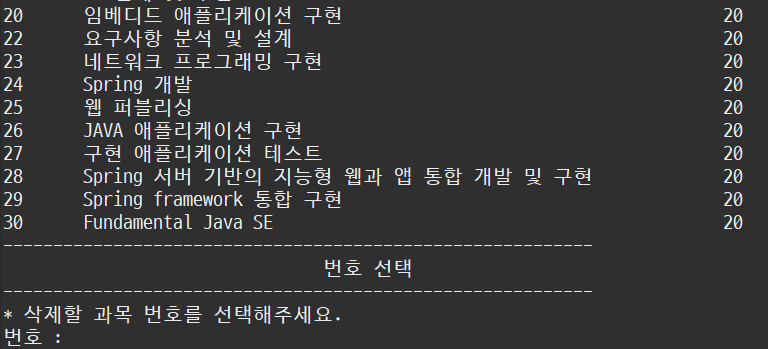 20 임베디드 애플리케이션 구현 20
22 요구사항 분석 및 설계 20
23 네트워크 프로그래밍 구현 20
24 Spring 개발 20
25 웹 퍼블리싱 20
26 JAVA 애플리케이션 구현 20
27 구현 애플리케이션 테스트 20
28 Spring 서버 기반의 지능형 웹과 앱 통합 개발 및 구현 20
29 Spring framework 통합 구현 20
30 Fundamental Java SE 20
-----------------------------------------------------------
번호 선택
-----------------------------------------------------------
* 삭제할 과목 번호를 선택해주세요.
번호 :